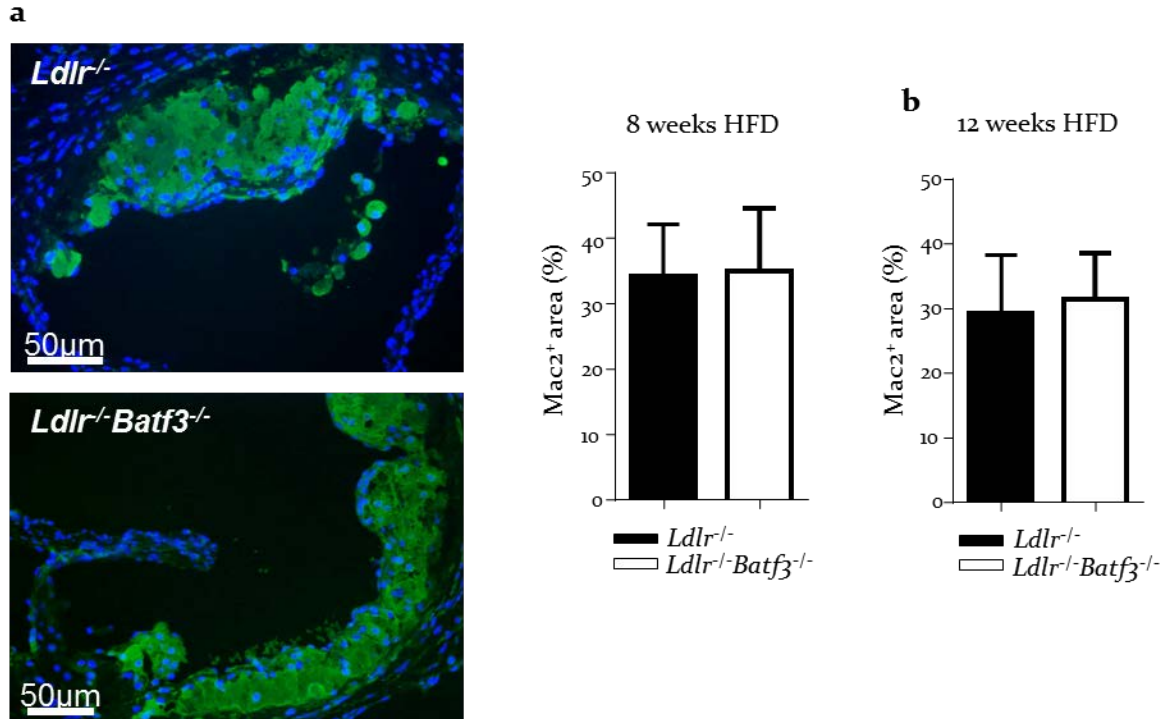 a
Ldlr-/-
50µm
Ldlr-/-Batf3-/-
50µm
8 weeks HFD
Mac2+ area (%)
50
40
30
20
10
0
Ldlr-/-
Ldlr-/-Batf3-/-
b
12 weeks HFD
Mac2+ area (%)
50
40
30
20
10
0
Ldlr-/-
Ldlr-/-Batf3-/-